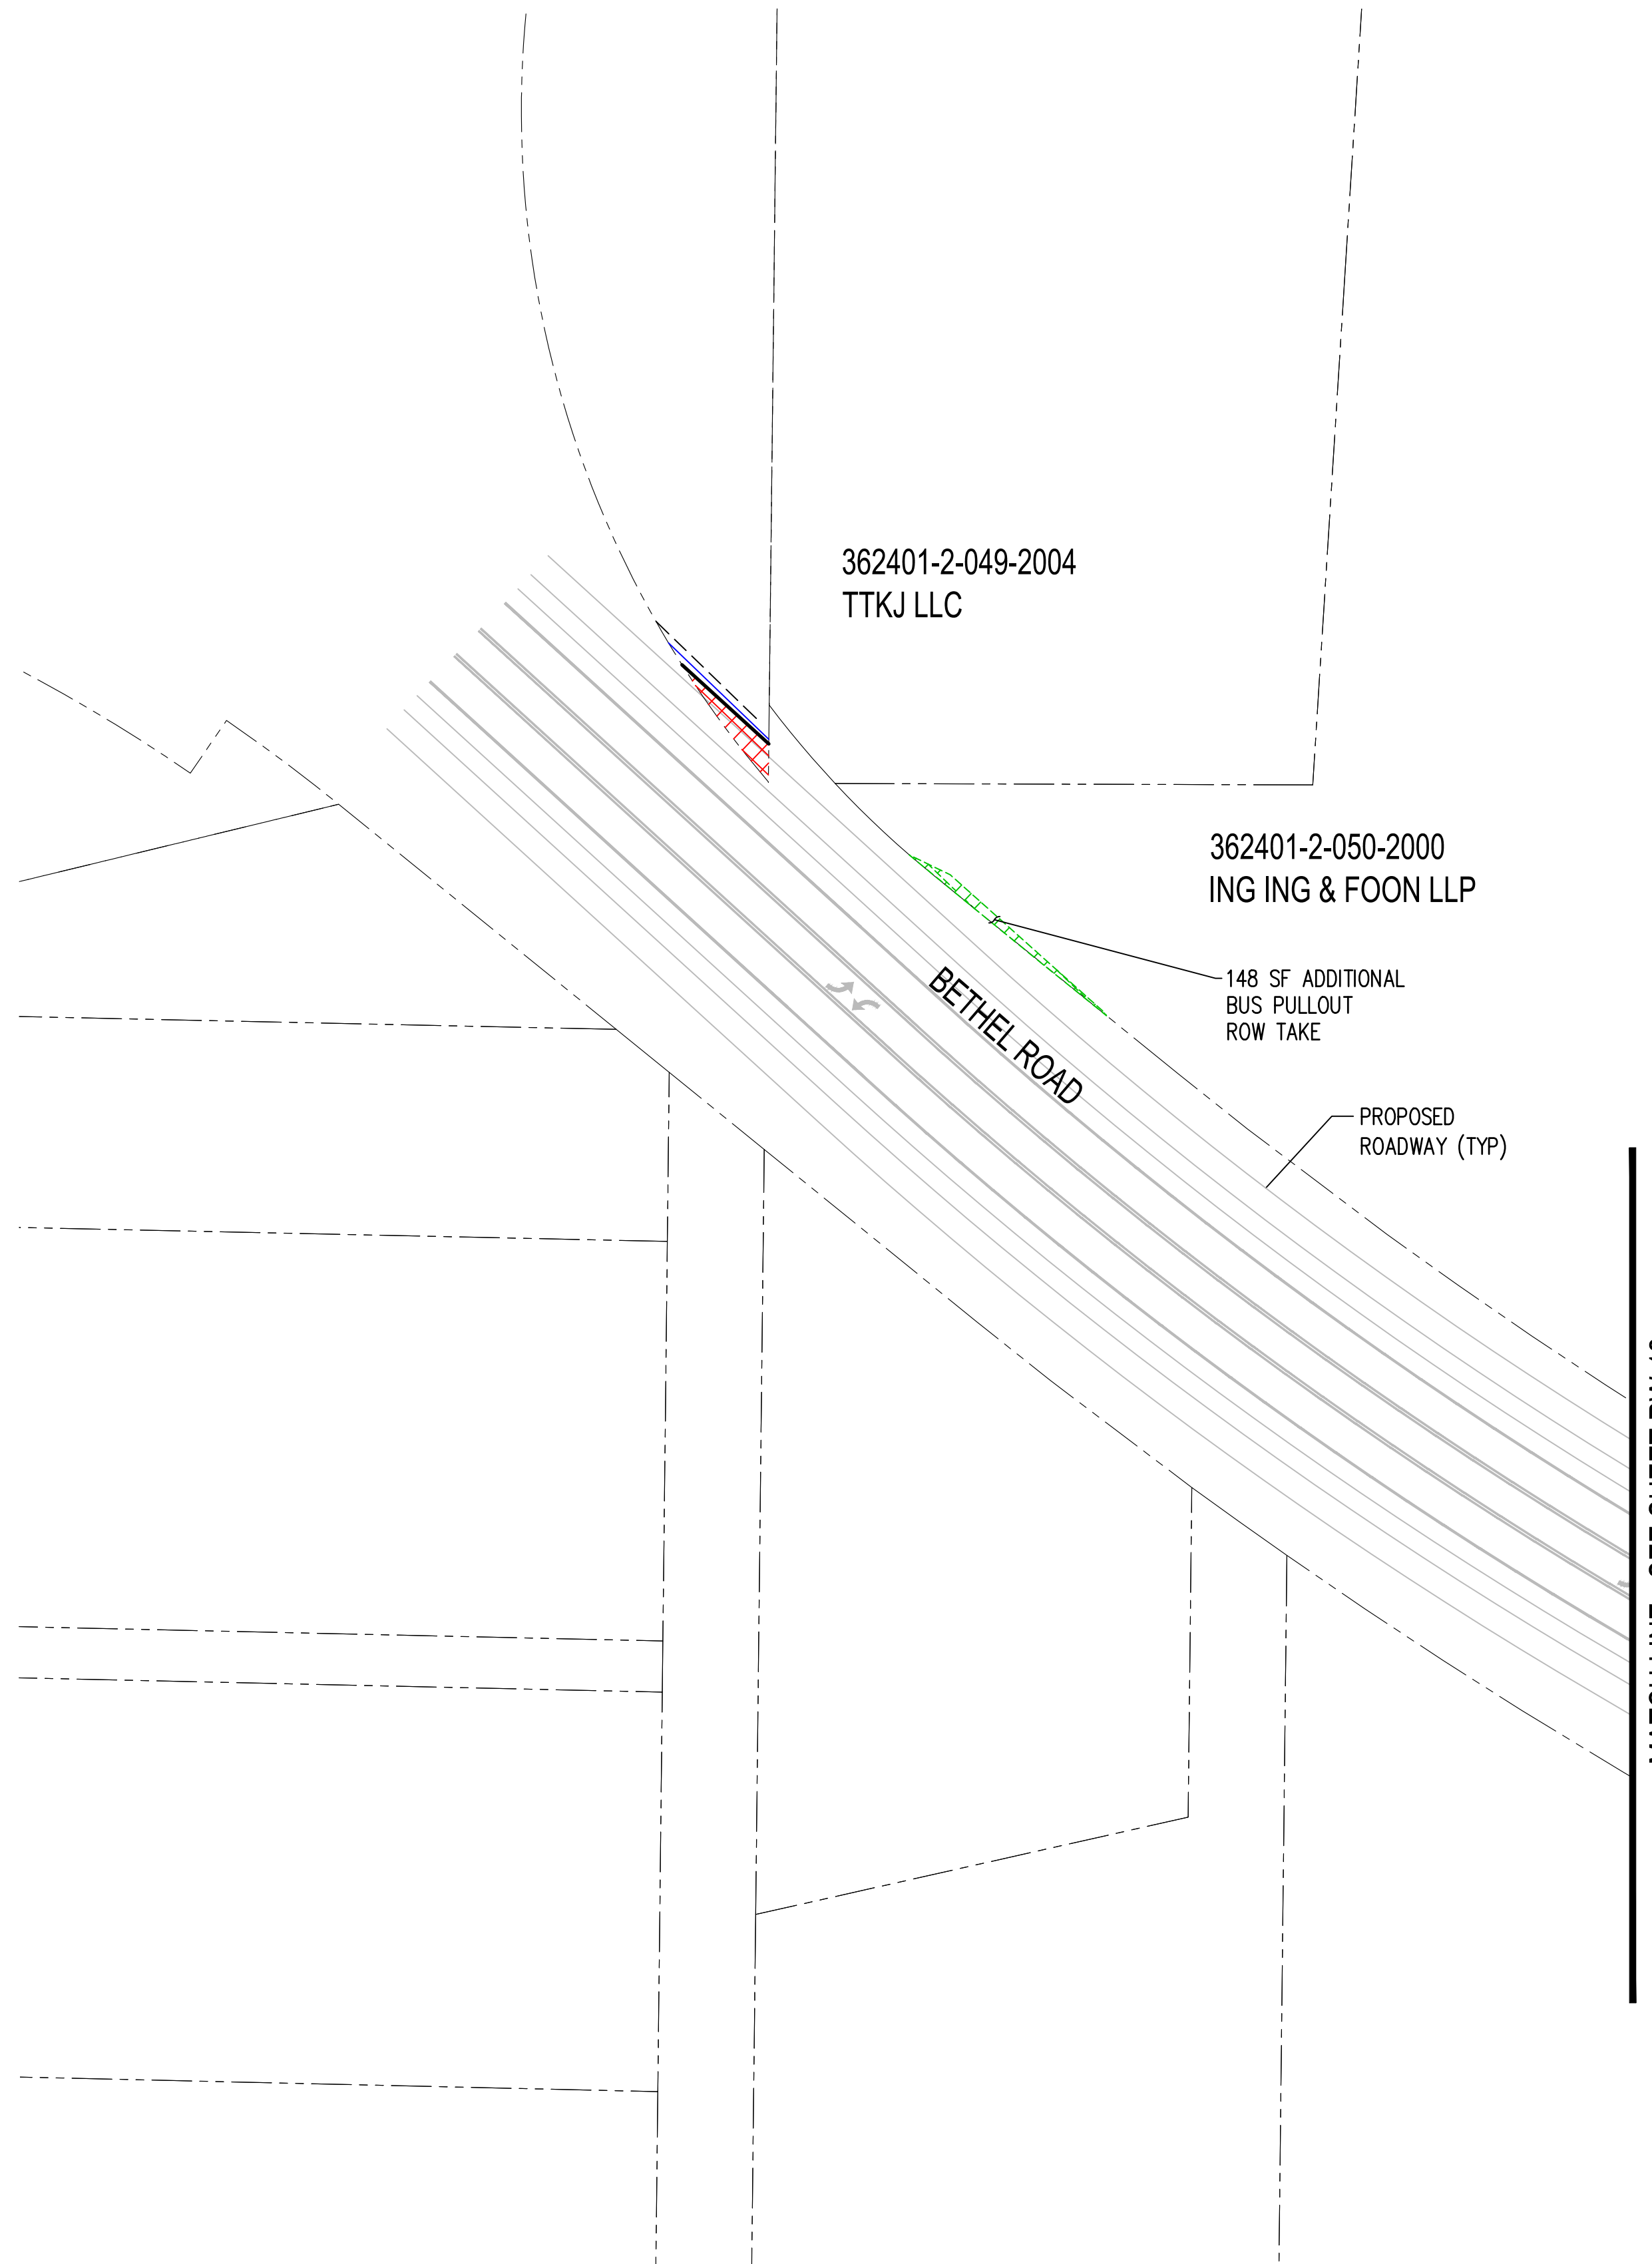 362401-2-049-2004
TTKJ LLC
362401-2-050-2000
ING ING & FOON LLP
148 SF ADDITIONAL
BUS PULLOUT
ROW TAKE
BETHEL ROAD
PROPOSED
ROADWAY (TYP)